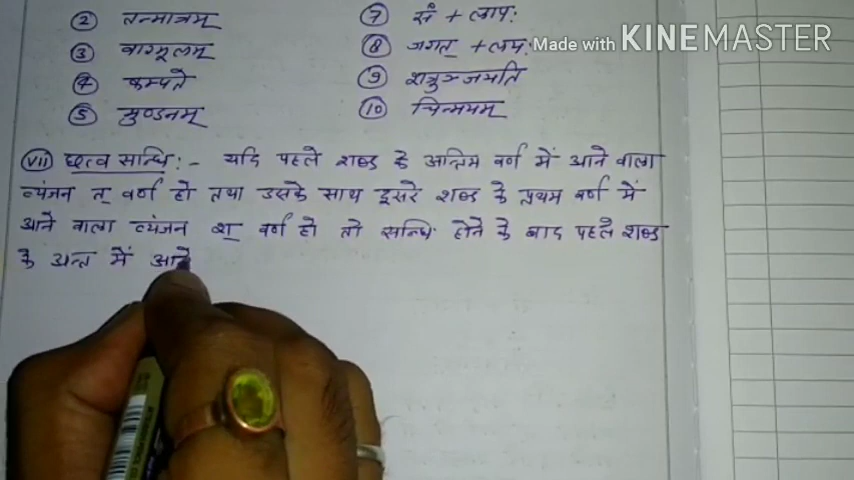 ② तन्मात्रम्
③ वाग्मूलम्
④ कम्पते
⑤ मुण्डनम्
⑦ सँ + लापः
⑧ जगत् + लयः
⑨ शत्रुञ्जयति
⑩ चिन्मयम्
Made with KINEMASTER
(VII) छत्व सन्धि :- यदि पहले शब्द के अन्तिम वर्ण में आने वाला
व्यंजन त् वर्ण हो तथा उसके साथ दूसरे शब्द के प्रथम वर्ण में
आने वाला व्यंजन श् वर्ण हो तो सन्धि होने के बाद पहले शब्द
के अन्त में आने